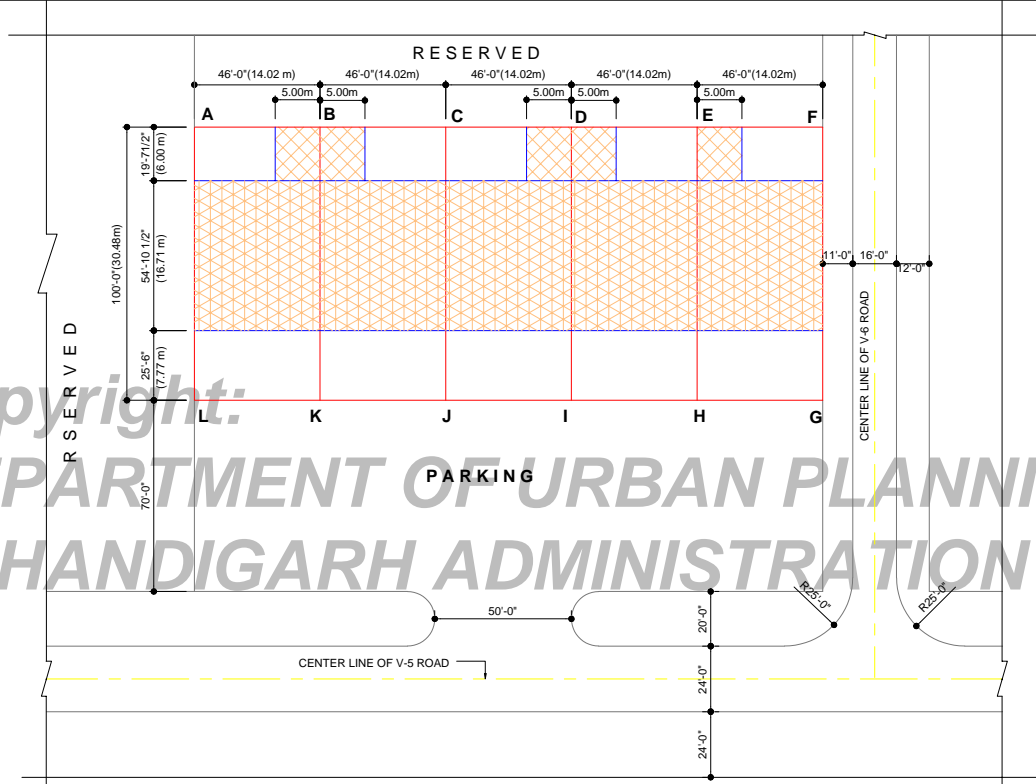 RESERVED
46'-0"(14.02 m)
46'-0"(14.02m)
46'-0"(14.02m)
46'-0"(14.02m)
46'-0"(14.02m)
5.00m
5.00m
5.00m
5.00m
5.00m
A
B
C
D
E
F
19'-71/2"
(6.00 m)
100'-0"(30.48m)
54'-10 1/2"
(16.71 m)
25'-6"
(7.77 m)
11'-0"
16'-0"
12'-0"
CENTER LINE OF V-6 ROAD
RSERVED
L
K
J
I
H
G
pyright:
PARKING
EPARTMENT OF URBAN PLANNI
70'-0"
HANDIGARH ADMINISTRATION
50'-0"
20'-0"
R25'-0"
R25'-0"
CENTER LINE OF V-5 ROAD
24'-0"
24'-0"